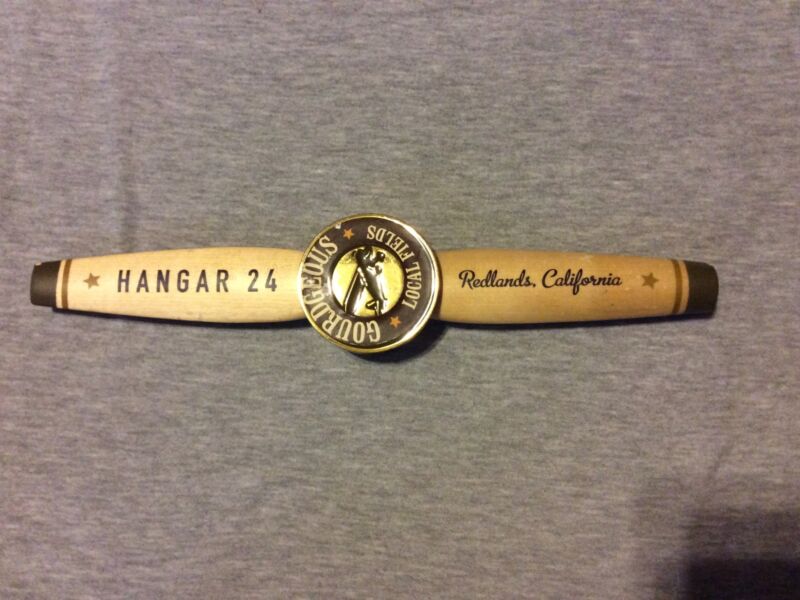 HANGAR 24
GOURDGEOUS
LOCAL FIELDS
Redlands, California